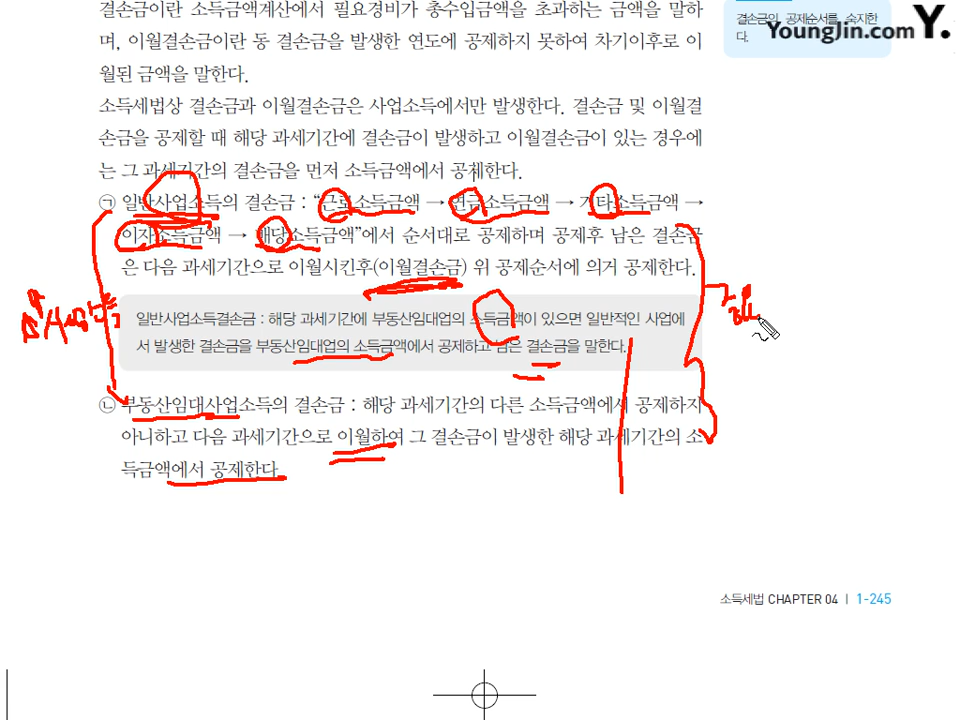 결손금이란 소득금액계산에서 필요경비가 총수입금액을 초과하는 금액을 말하
며, 이월결손금이란 동 결손금을 발생한 연도에 공제하지 못하여 차기이후로 이
월된 금액을 말한다.
소득세법상 결손금과 이월결손금은 사업소득에서만 발생한다. 결손금 및 이월결
손금을 공제할 때 해당 과세기간에 결손금이 발생하고 이월결손금이 있는 경우에
는 그 과세기간의 결손금을 먼저 소득금액에서 공제한다.
㉠ 일반사업소득의 결손금 : “근로소득금액 → 연금소득금액 → 기타소득금액 →
이자소득금액 → 배당소득금액”에서 순서대로 공제하며 공제후 남은 결손금
은 다음 과세기간으로 이월시킨후(이월결손금) 위 공제순서에 의거 공제한다.
일반사업소득결손금 : 해당 과세기간에 부동산임대업의 소득금액이 있으면 일반적인 사업에
서 발생한 결손금을 부동산임대업의 소득금액에서 공제하고 남은 결손금을 말한다.
㉡ 부동산임대사업소득의 결손금 : 해당 과세기간의 다른 소득금액에서 공제하지
아니하고 다음 과세기간으로 이월하여 그 결손금이 발생한 해당 과세기간의 소
득금액에서 공제한다.
결손금의 공제순서를 숙지한
다.
YoungJin.com Y.
소득세법 CHAPTER 04 | 1-245